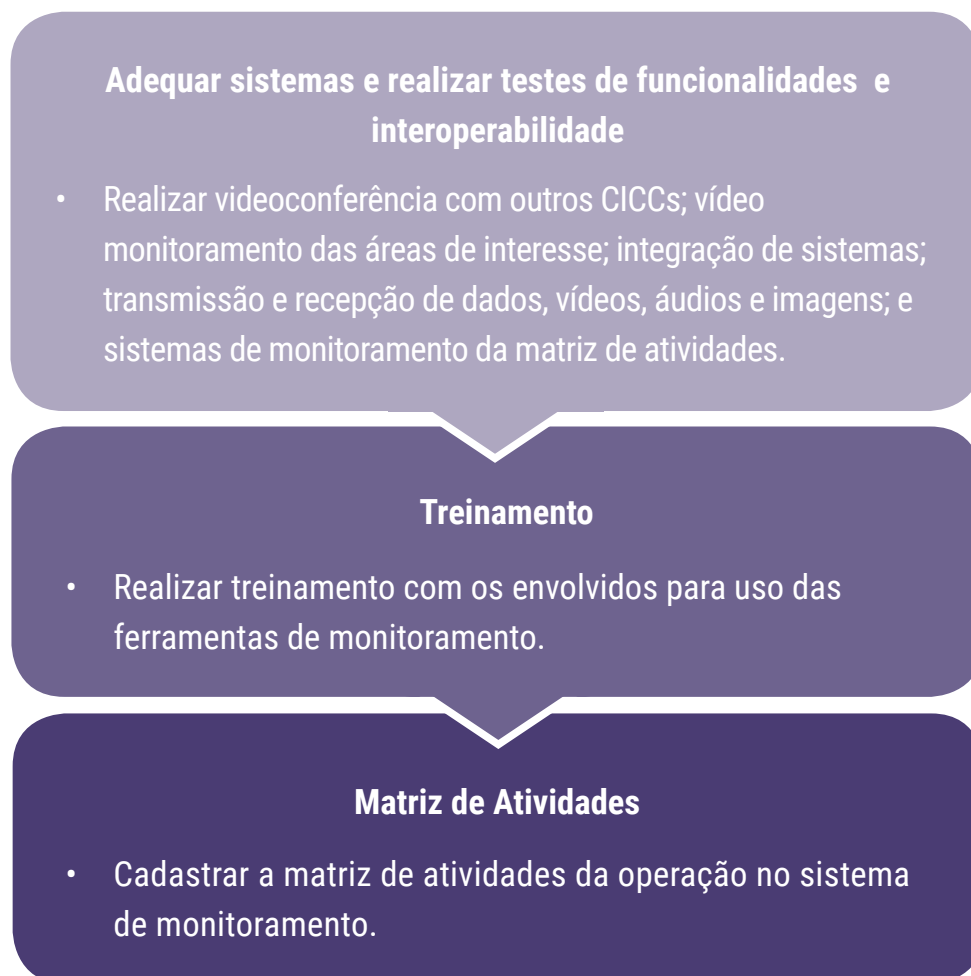 Adequar sistemas e realizar testes de funcionalidades e
interoperabilidade
• Realizar videoconferência com outros CICCs; vídeo
monitoramento das áreas de interesse; integração de sistemas;
transmissão e recepção de dados, vídeos, áudios e imagens; e
sistemas de monitoramento da matriz de atividades.
Treinamento
• Realizar treinamento com os envolvidos para uso das
ferramentas de monitoramento.
Matriz de Atividades
• Cadastrar a matriz de atividades da operação no sistema
de monitoramento.